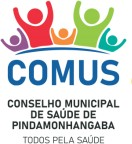 COMUS
CONSELHO MUNICIPAL
DE SAÚDE DE
PINDAMONHANGABA
TODOS PELA SAÚDE